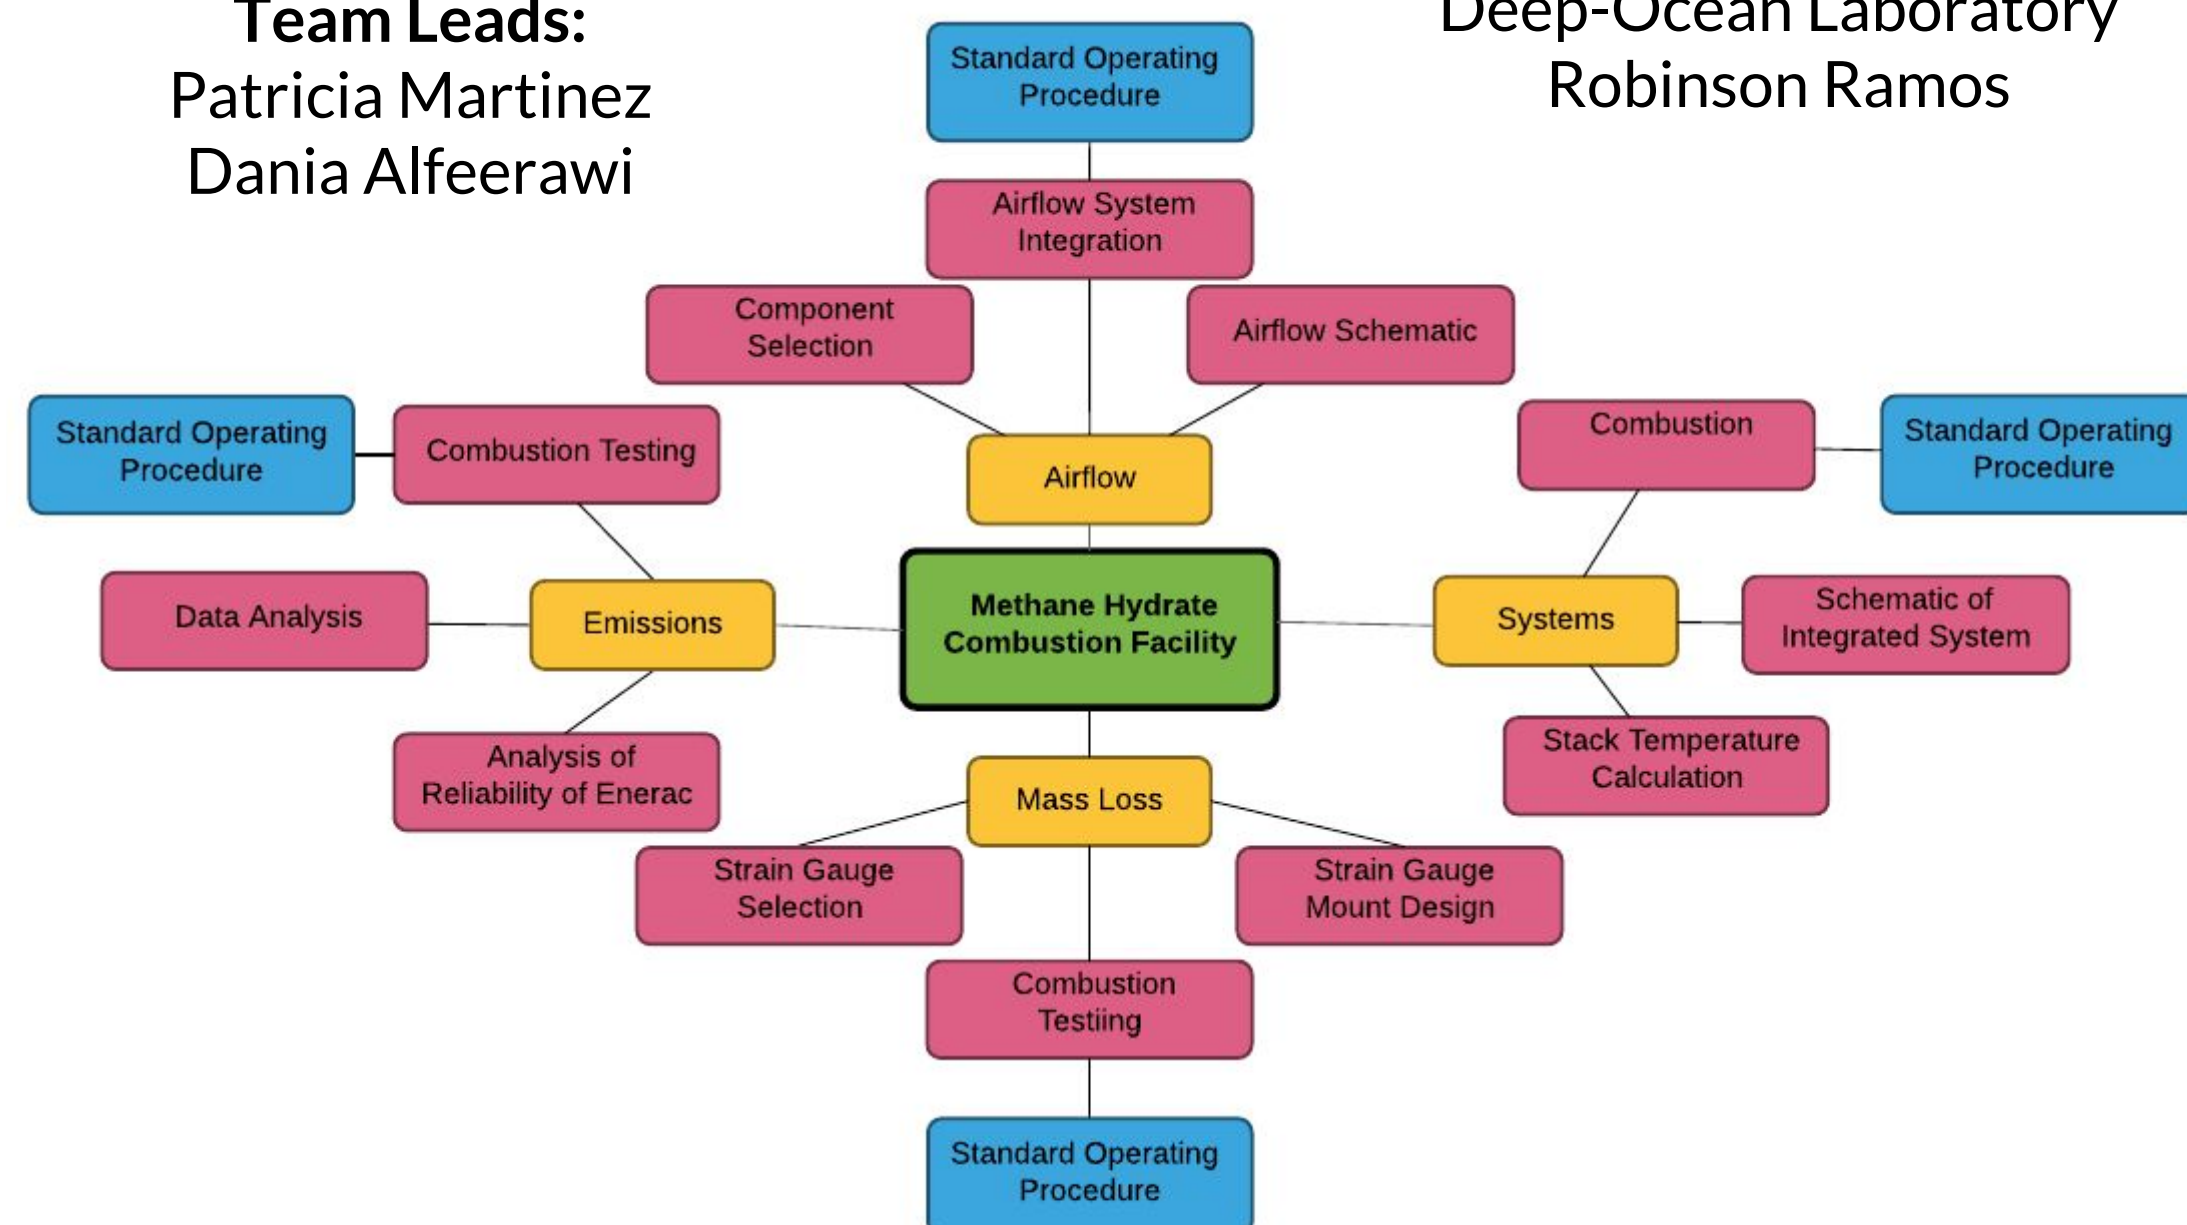 Team Leads:
Patricia Martinez
Dania Alfeerawi
Deep-Ocean Laboratory
Robinson Ramos
Standard Operating
Procedure
Airflow System
Integration
Component
Selection
Airflow Schematic
Airflow
Standard Operating
Procedure
Combustion Testing
Combustion
Standard Operating
Procedure
Data Analysis
Emissions
Methane Hydrate
Combustion Facility
Systems
Schematic of
Integrated System
Analysis of
Reliability of Enerac
Mass Loss
Stack Temperature
Calculation
Strain Gauge
Selection
Strain Gauge
Mount Design
Combustion
Testiing
Standard Operating
Procedure